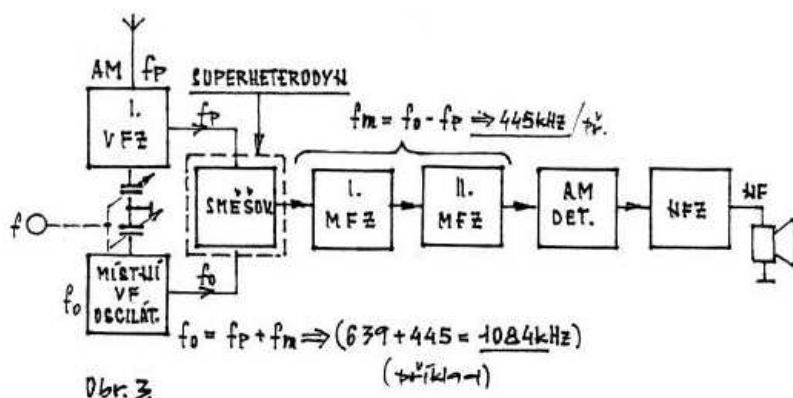 AM fp
SUPERHETERODYN
I.
VFZ
fp
fm = fo - fp ⇒ 445kHz / př.
SMĚŠOV.
I.
MFZ
II.
MFZ
AM
DET.
NFZ
NF
f
MÍSTNÍ
VF
OSCILÁT.
fo
fo
fo = fp + fm ⇒ (639 + 445 = 1084kHz)
(příklad)
Obr. 3